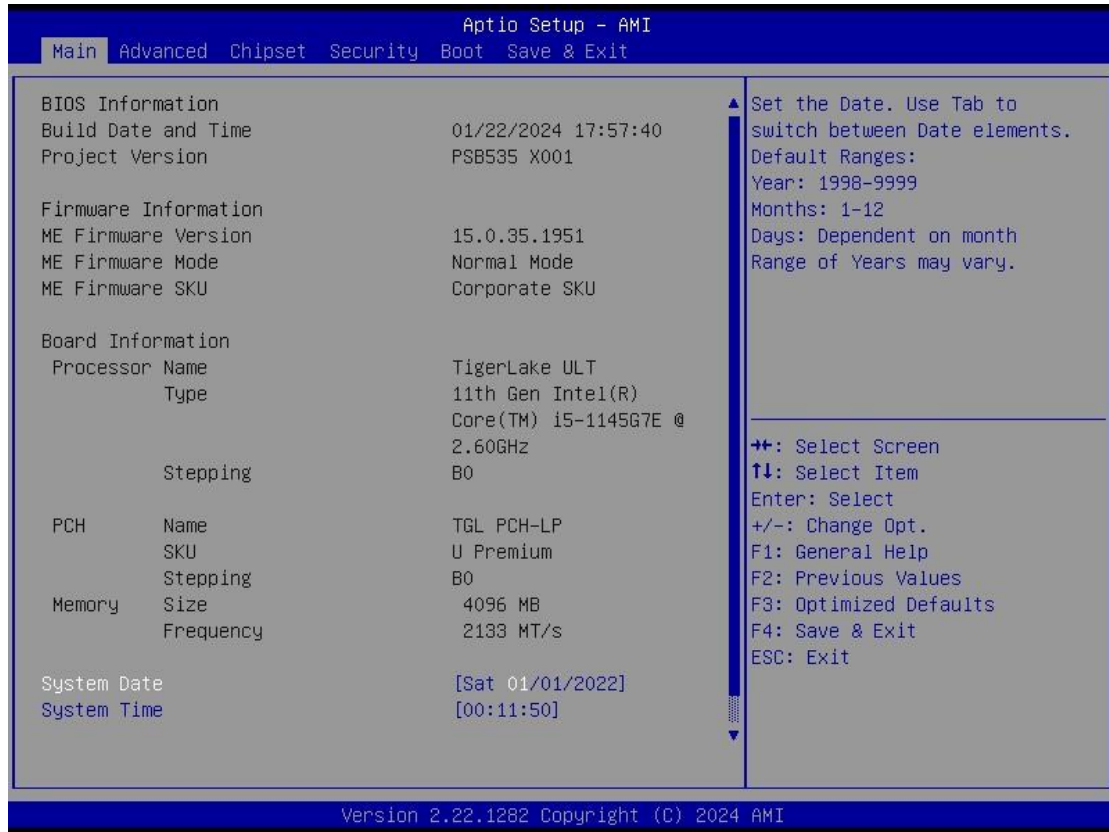 Aptio Setup - AMI
Main Advanced Chipset Security Boot Save & Exit
BIOS Information
Build Date and Time 01/22/2024 17:57:40
Project Version PSB535 X001
Firmware Information
ME Firmware Version 15.0.35.1951
ME Firmware Mode Normal Mode
ME Firmware SKU Corporate SKU
Board Information
Processor Name TigerLake ULT
Type 11th Gen Intel(R)
Core(TM) i5-1145G7E @
2.60GHz
Stepping B0
PCH Name TGL PCH-LP
SKU U Premium
Stepping B0
Memory Size 4096 MB
Frequency 2133 MT/s
System Date [Sat 01/01/2022]
System Time [00:11:50]
Set the Date. Use Tab to
switch between Date elements.
Default Ranges:
Year: 1998-9999
Months: 1-12
Days: Dependent on month
Range of Years may vary.
→←: Select Screen
↑↓: Select Item
Enter: Select
+/-: Change Opt.
F1: General Help
F2: Previous Values
F3: Optimized Defaults
F4: Save & Exit
ESC: Exit
Version 2.22.1282 Copyright (C) 2024 AMI